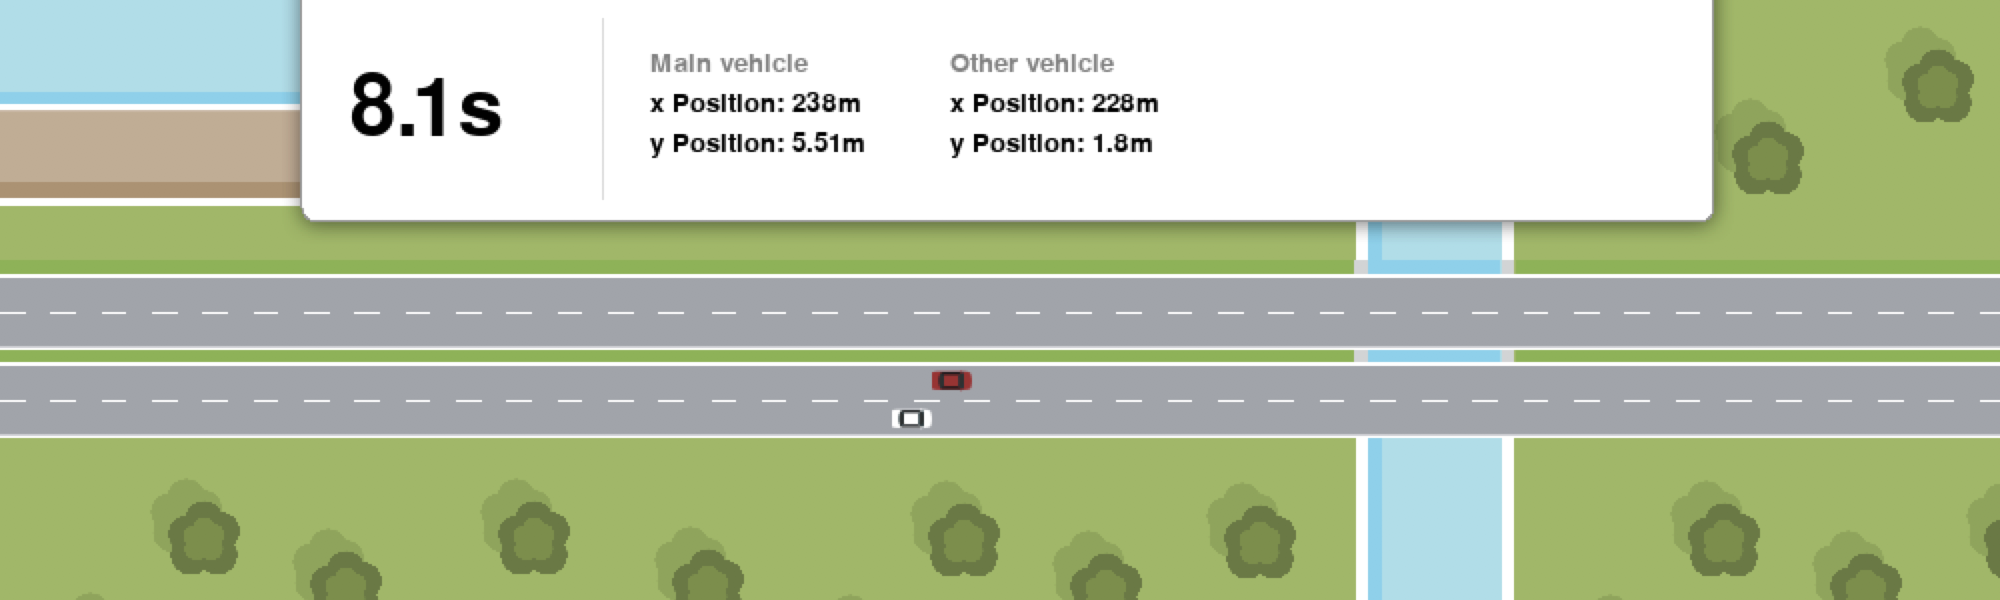 8.1s
Main vehicle
x Position: 238m
y Position: 5.51m
Other vehicle
x Position: 228m
y Position: 1.8m